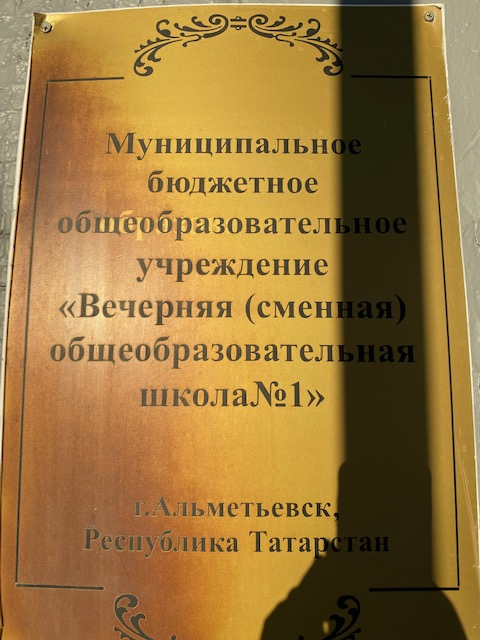 Муниципальное
бюджетное
общеобразовательное
учреждение
«Вечерняя (сменная)
общеобразовательная
школа№1»
г.Альметьевск,
Республика Татарстан